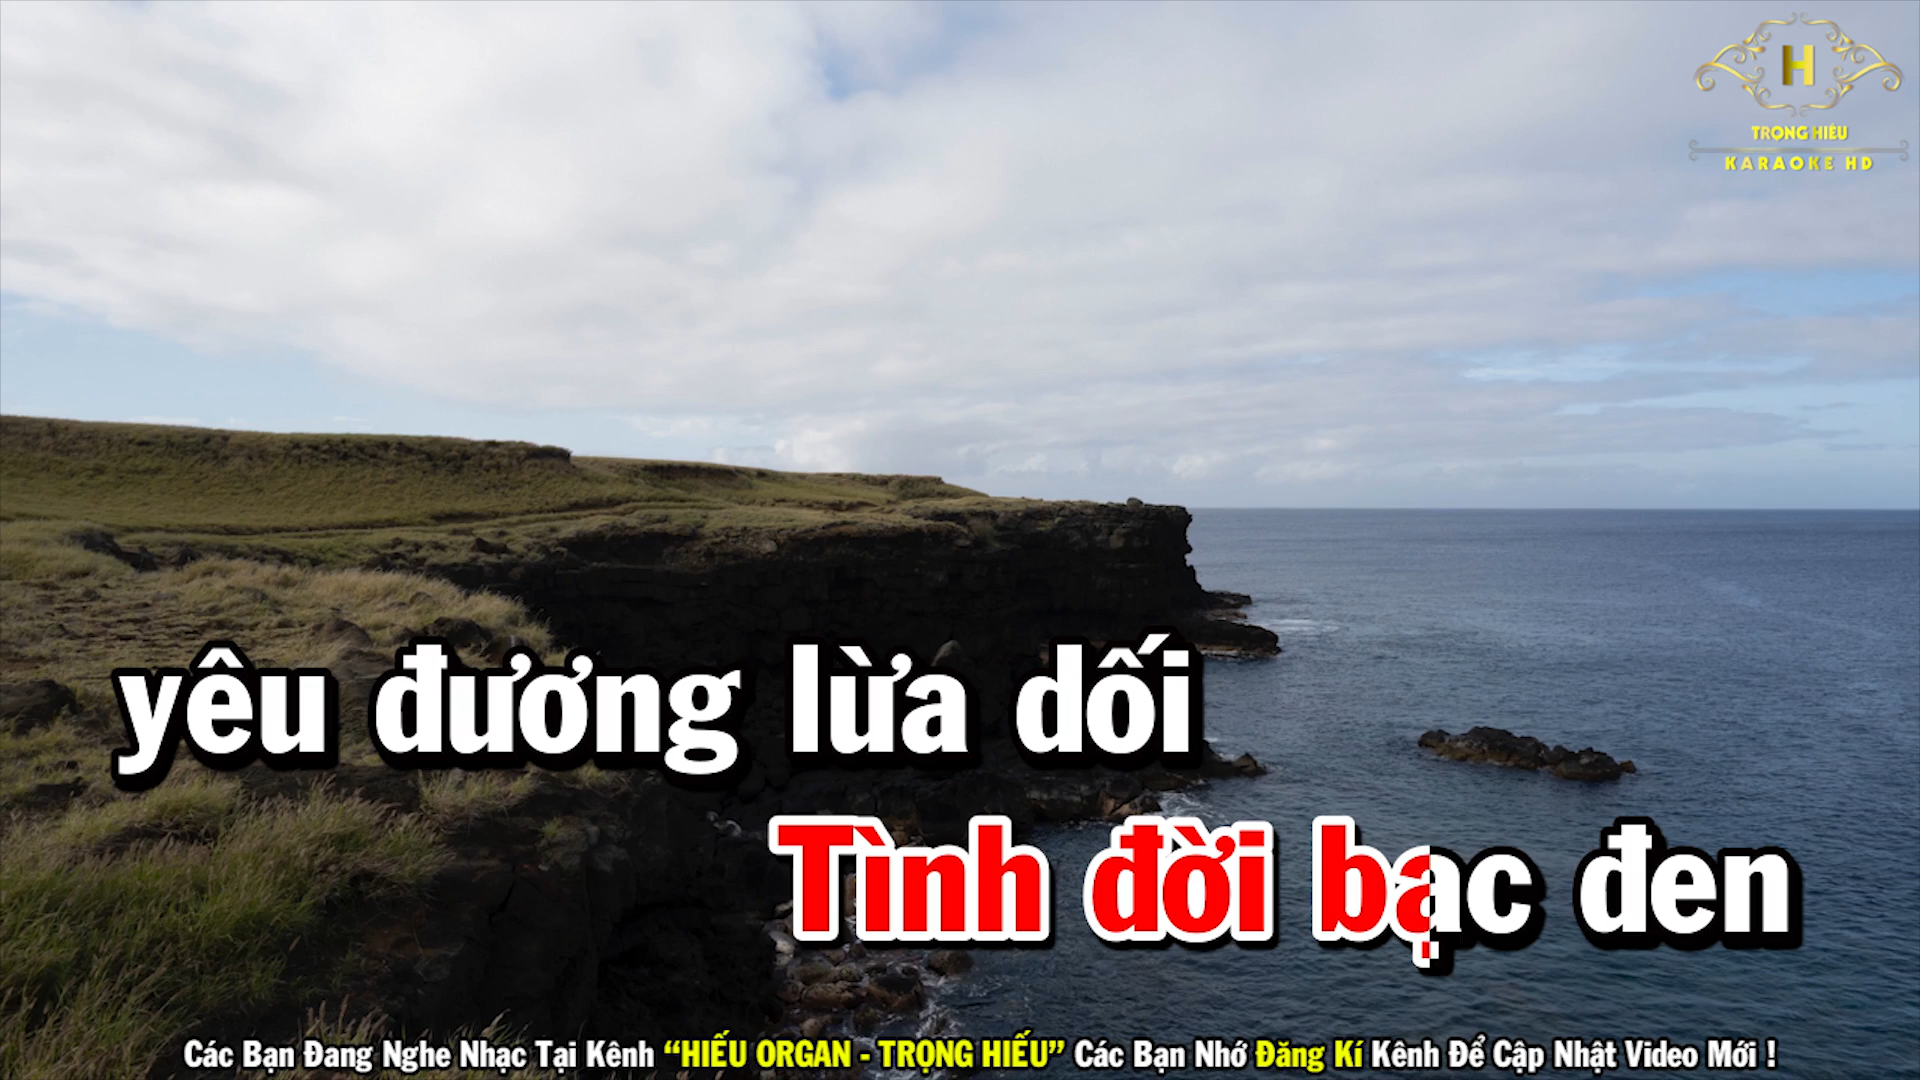 H
TRỌNG HIẾU
KARAOKE HD
yêu đương lừa dối
Tình đời bạc đen
Các Bạn Đang Nghe Nhạc Tại Kênh “HIẾU ORGAN - TRỌNG HIẾU” Các Bạn Nhớ Đăng Kí Kênh Để Cập Nhật Video Mới !